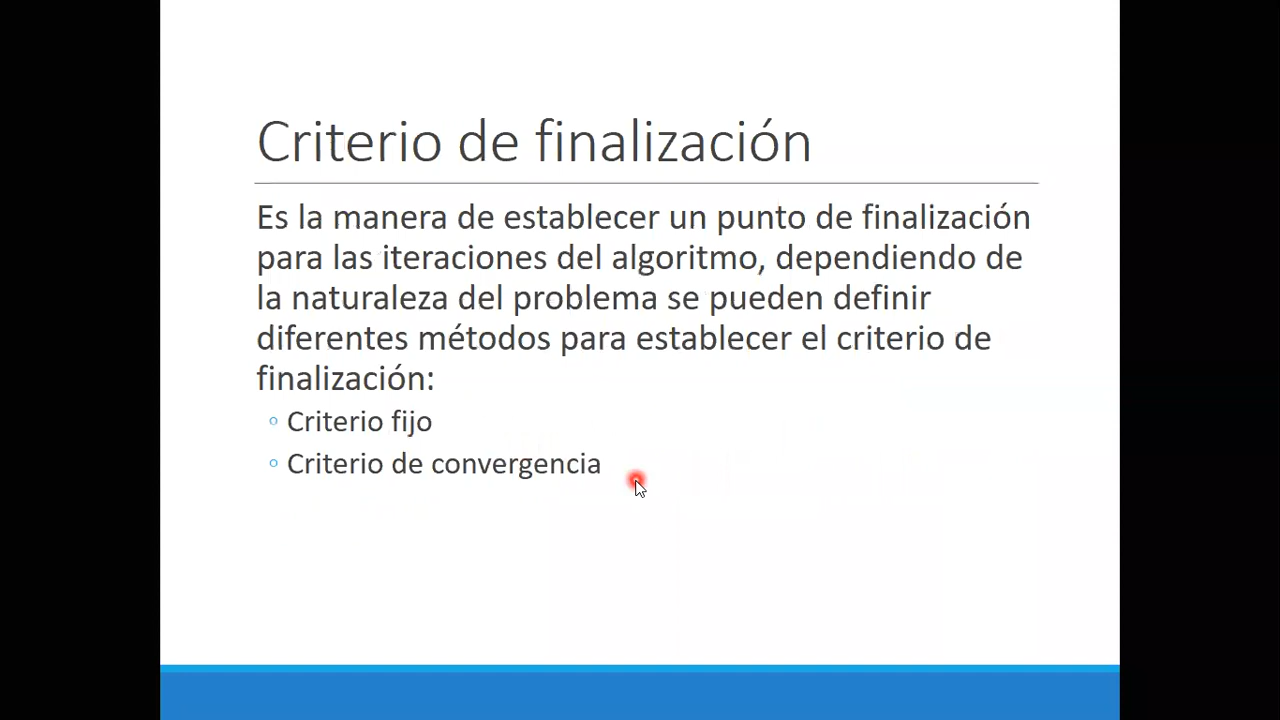 Criterio de finalización
Es la manera de establecer un punto de finalización
para las iteraciones del algoritmo, dependiendo de
la naturaleza del problema se pueden definir
diferentes métodos para establecer el criterio de
finalización:
Criterio fijo
Criterio de convergencia